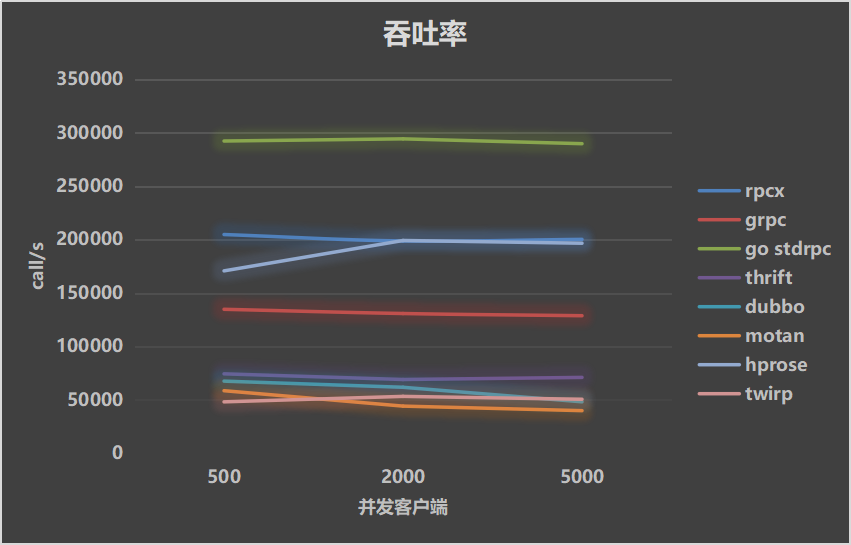 吞吐率
350000
300000
250000
200000
150000
100000
50000
0
call/s
500 2000 5000
并发客户端
rpcx
grpc
go stdrpc
thrift
dubbo
motan
hprose
twirp